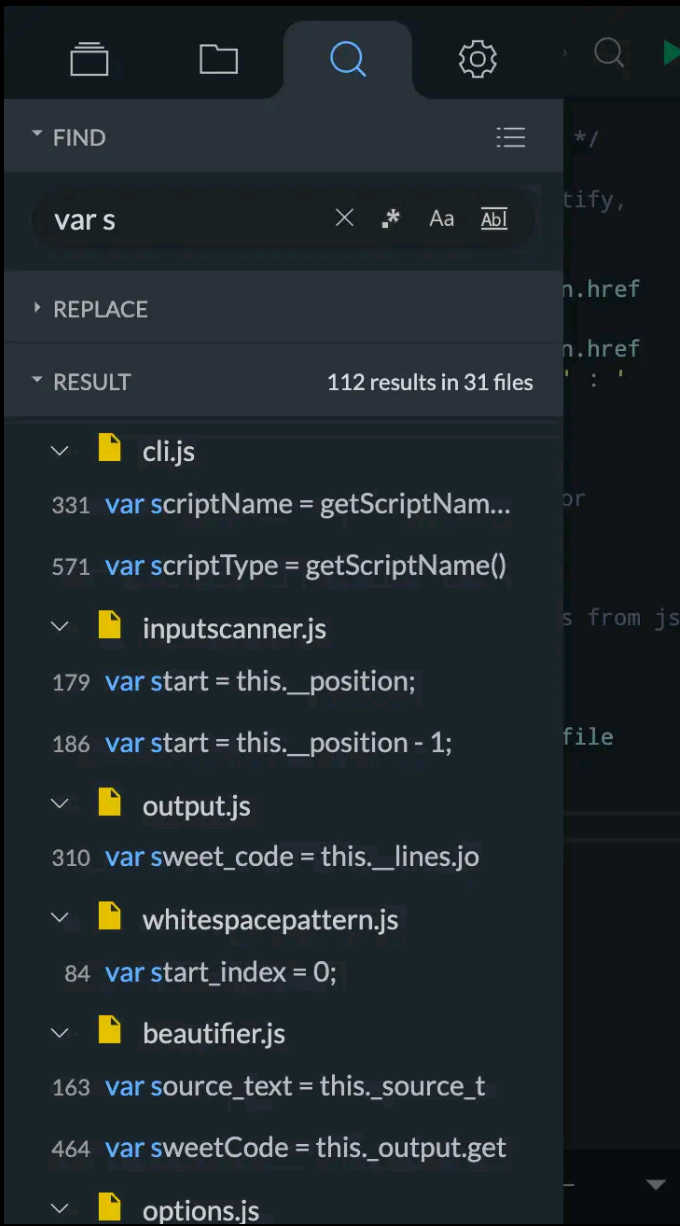 FIND
var s
.* Aa Abl
REPLACE
RESULT 112 results in 31 files
cli.js
331 var scriptName = getScriptNam...
571 var scriptType = getScriptName()
inputscanner.js
179 var start = this.__position;
186 var start = this.__position - 1;
output.js
310 var sweet_code = this.__lines.jo
whitespacepattern.js
84 var start_index = 0;
beautifier.js
163 var source_text = this._source_t
464 var sweetCode = this._output.get
options.js
*/
tify,
n.href
n.href
' : '
or
s from js
file